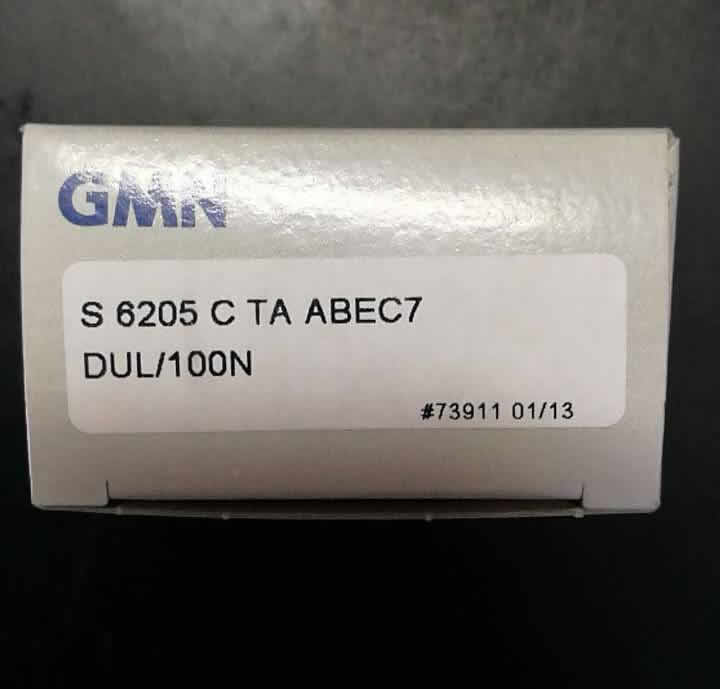 GMN
S 6205 C TA ABEC7
DUL/100N
#73911 01/13